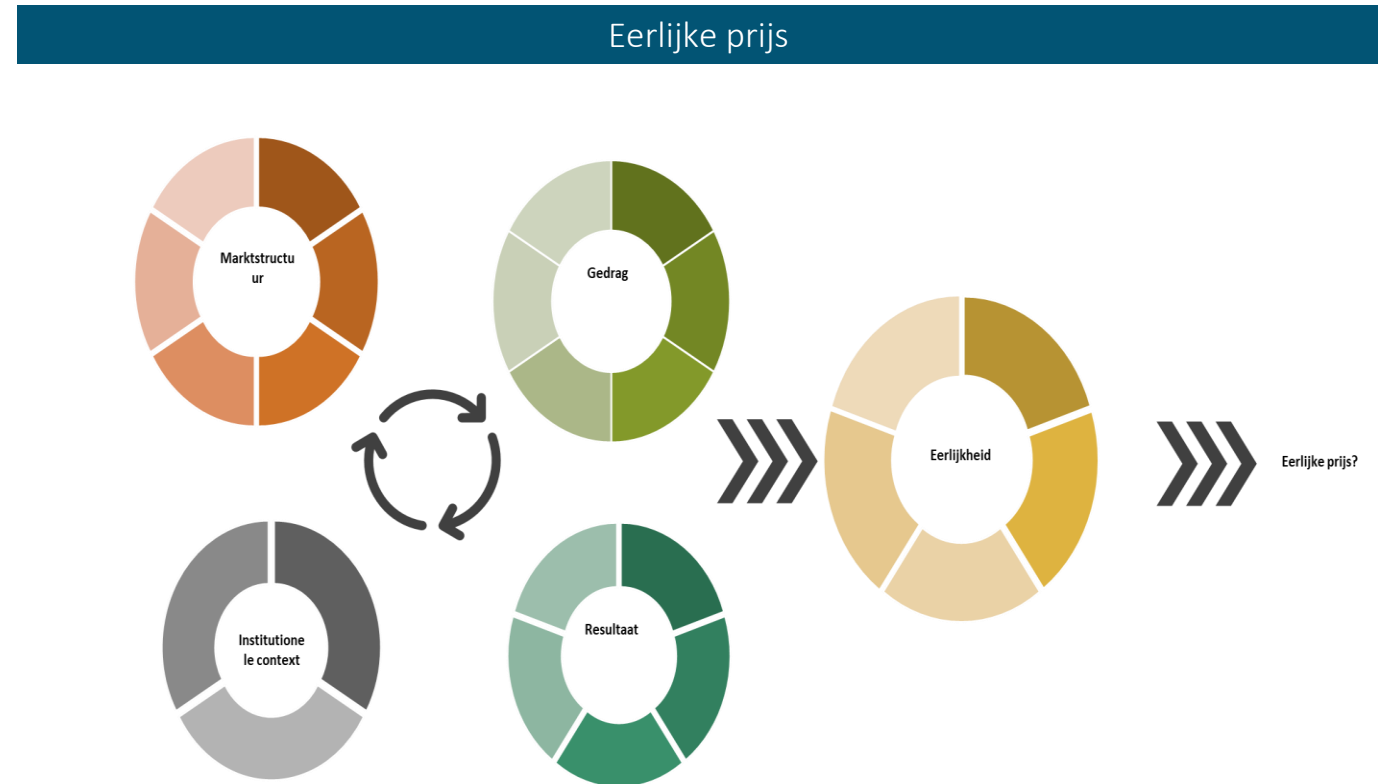 Eerlijke prijs
Marktstructu
ur
Gedrag
Eerlijkheid
Eerlijke prijs?
Institutione
le context
Resultaat